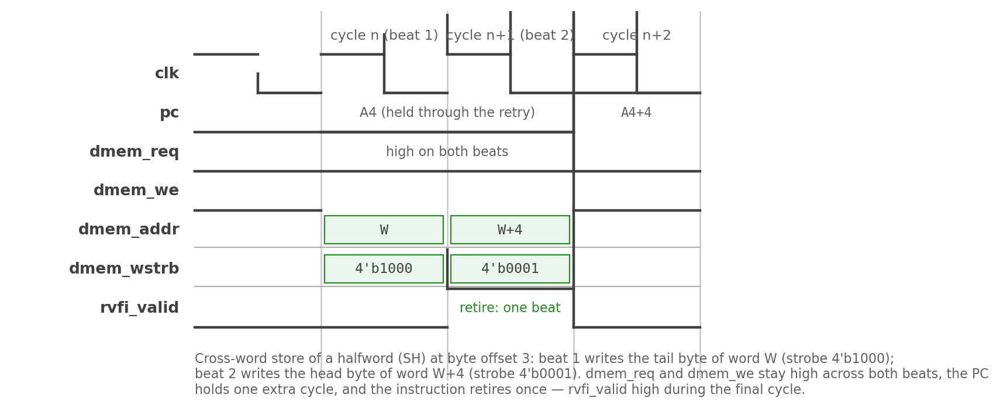 cycle n (beat 1) cycle n+1 (beat 2) cycle n+2
clk
pc A4 (held through the retry) A4+4
dmem_req high on both beats
dmem_we
dmem_addr W W+4
dmem_wstrb 4'b1000 4'b0001
rvfi_valid retire: one beat
Cross-word store of a halfword (SH) at byte offset 3: beat 1 writes the tail byte of word W (strobe 4'b1000);
beat 2 writes the head byte of word W+4 (strobe 4'b0001). dmem_req and dmem_we stay high across both beats, the PC
holds one extra cycle, and the instruction retires once — rvfi_valid high during the final cycle.